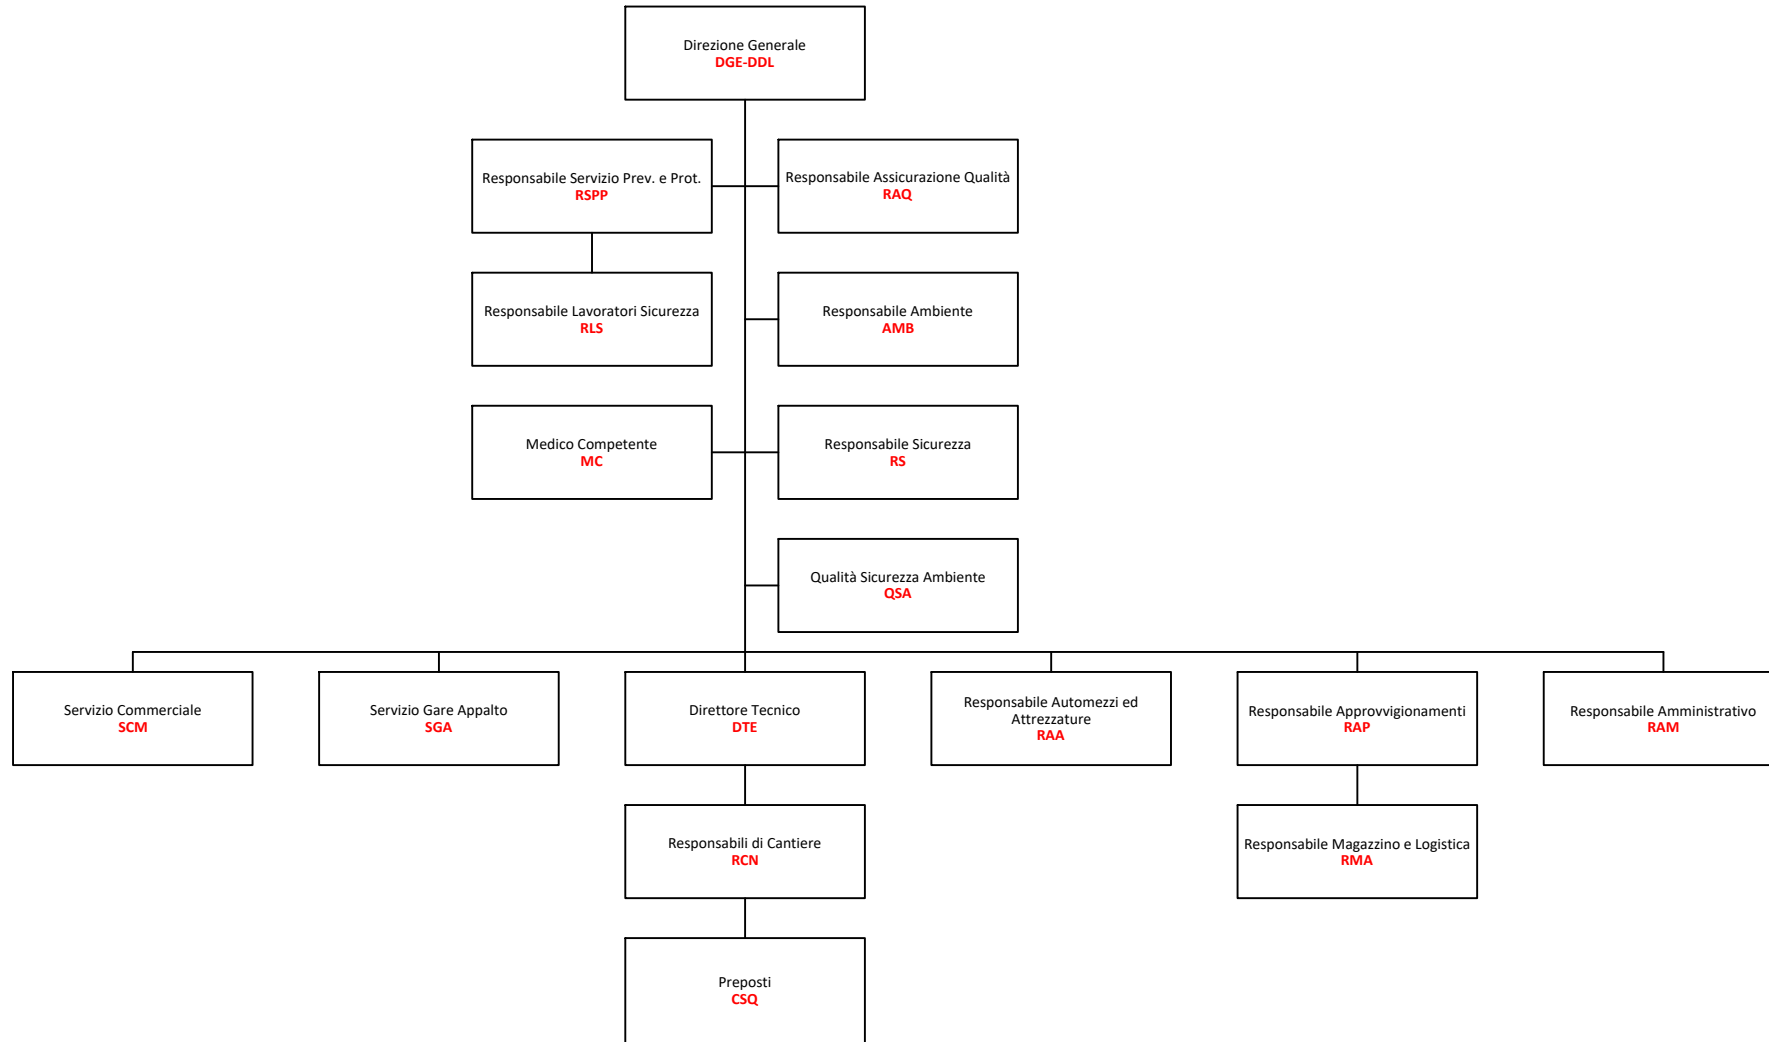 Direzione Generale
DGE-DDL
Responsabile Servizio Prev. e Prot.
RSPP
Responsabile Assicurazione Qualità
RAQ
Responsabile Lavoratori Sicurezza
RLS
Responsabile Ambiente
AMB
Medico Competente
MC
Responsabile Sicurezza
RS
Qualità Sicurezza Ambiente
QSA
Servizio Commerciale
SCM
Servizio Gare Appalto
SGA
Direttore Tecnico
DTE
Responsabile Automezzi ed
Attrezzature
RAA
Responsabile Approvvigionamenti
RAP
Responsabile Amministrativo
RAM
Responsabili di Cantiere
RCN
Responsabile Magazzino e Logistica
RMA
Preposti
CSQ